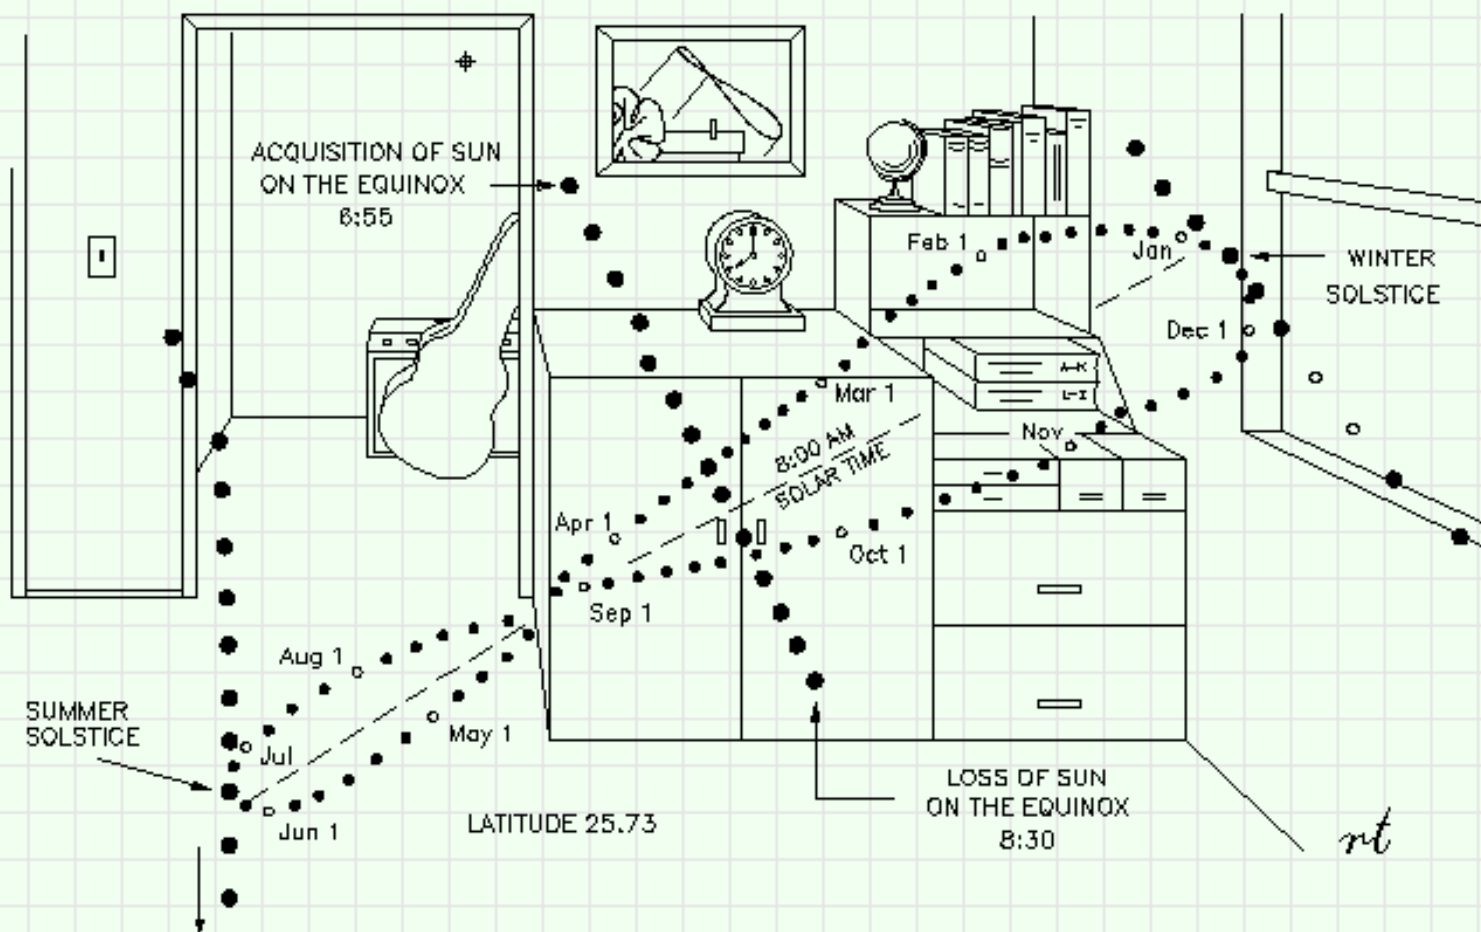 ACQUISITION OF SUN
ON THE EQUINOX
6:55
Feb 1
Jan
WINTER
SOLSTICE
Dec 1
A-K
L-Z
Mar 1
8:00 AM
SOLAR TIME
Nov
Apr 1
Oct 1
Sep 1
Aug 1
SUMMER
SOLSTICE
Jul
May 1
Jun 1
LATITUDE 25.73
LOSS OF SUN
ON THE EQUINOX
8:30
rt